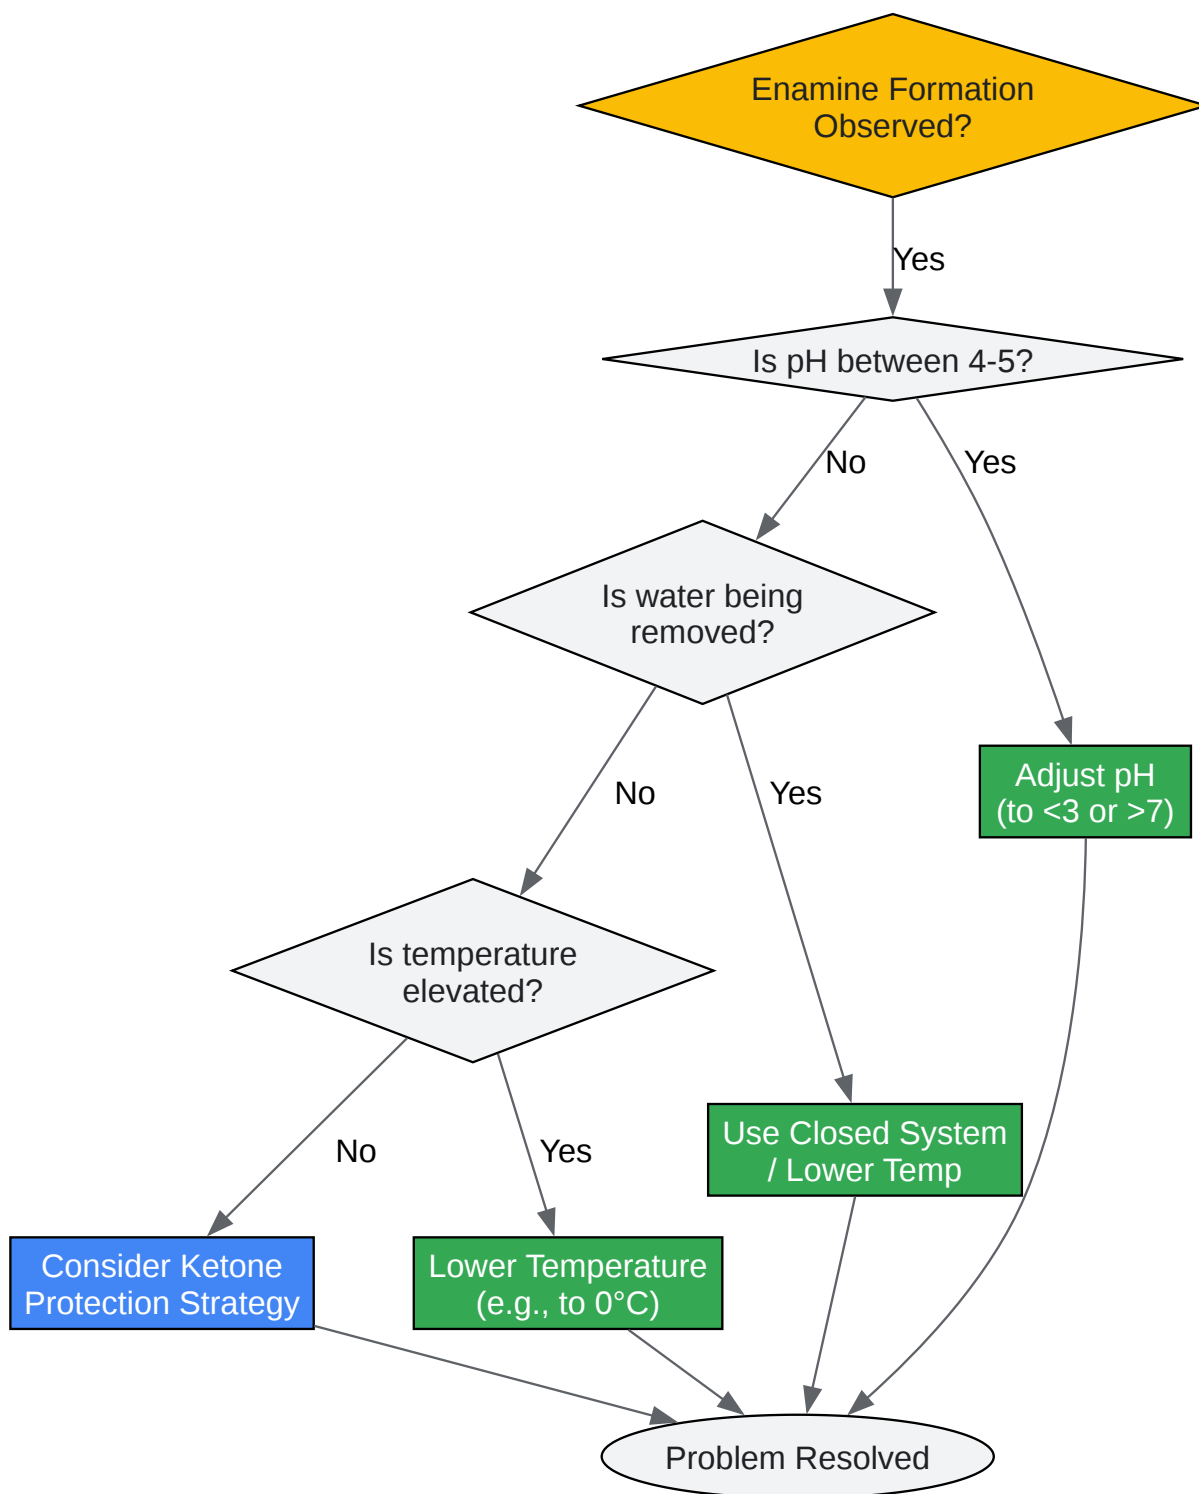 Enamine Formation
Observed?
Yes
Is pH between 4-5?
No
Yes
Is water being
removed?
No
Yes
Adjust pH
(to <3 or >7)
Is temperature
elevated?
No
Yes
Use Closed System
/ Lower Temp
Consider Ketone
Protection Strategy
Lower Temperature
(e.g., to 0°C)
Problem Resolved